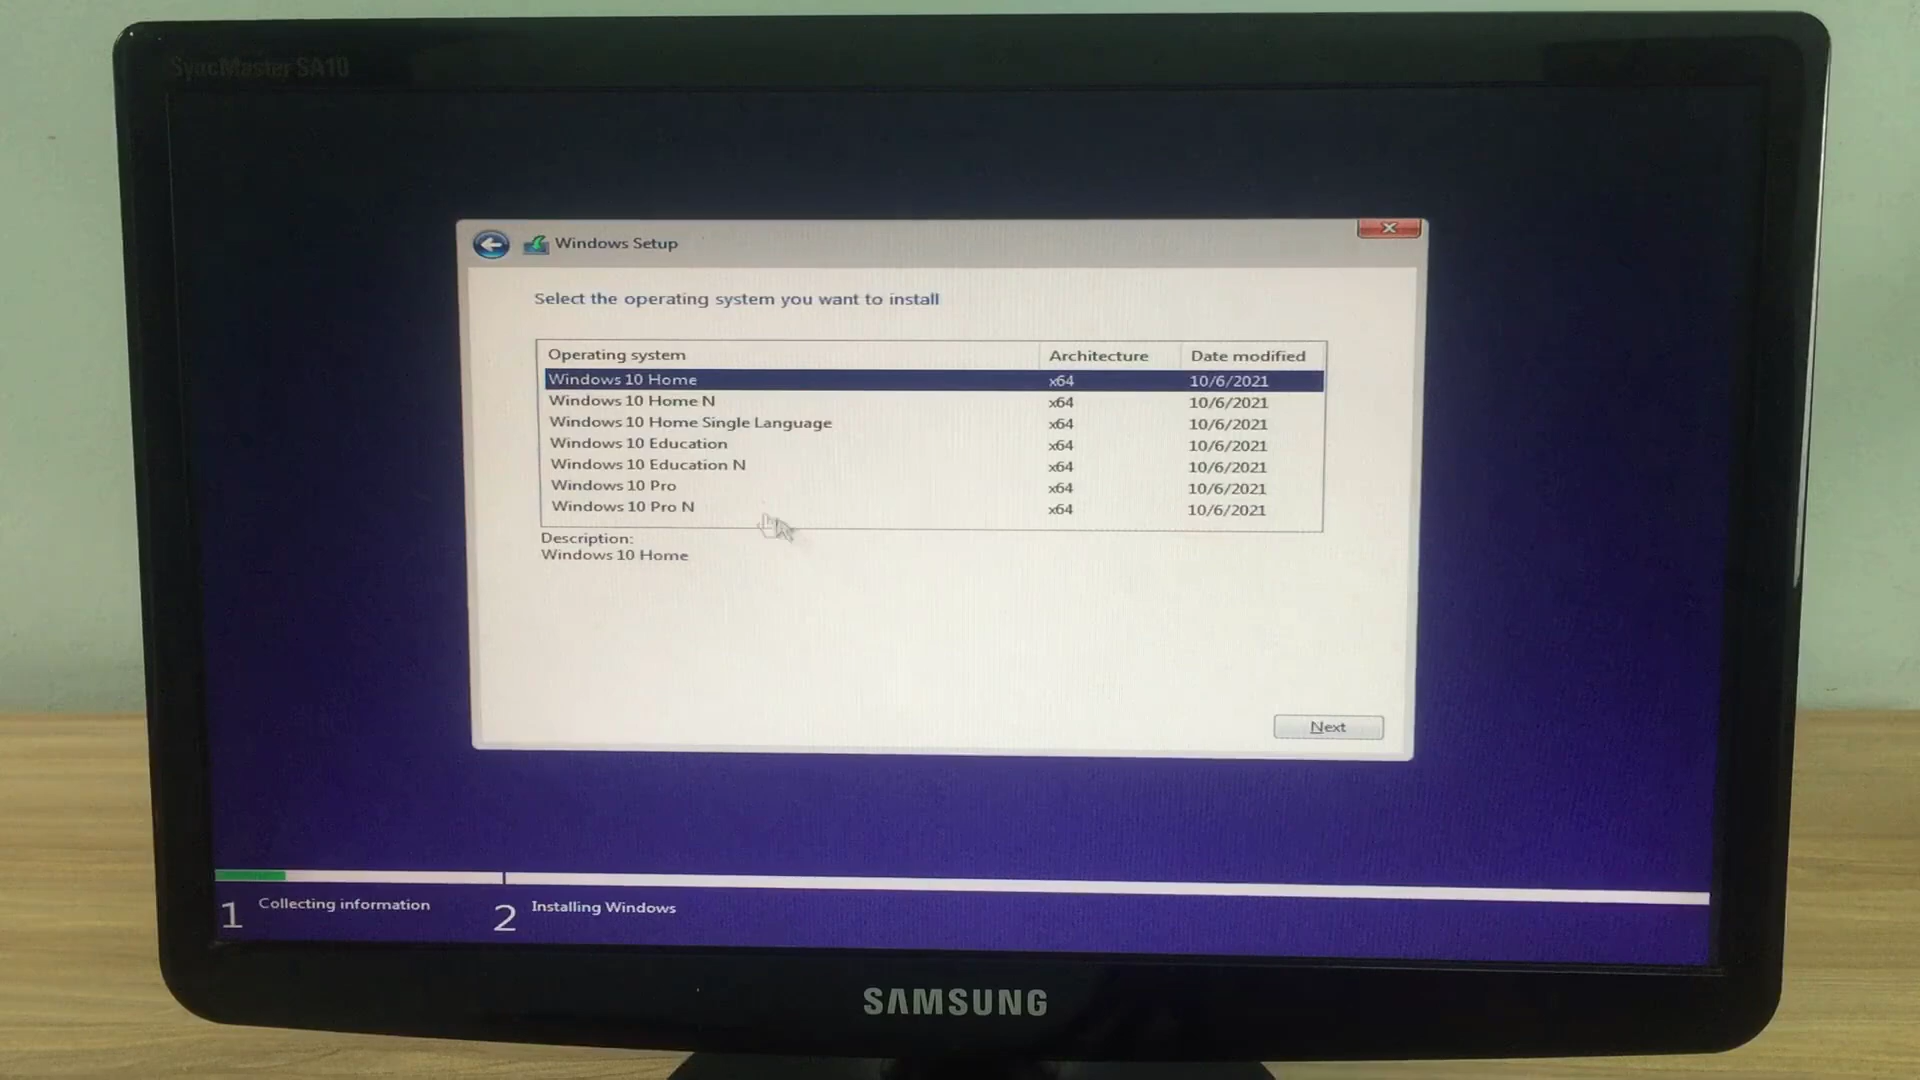 SyncMaster SA10
Windows Setup
Select the operating system you want to install
Operating system Architecture Date modified
Windows 10 Home x64 10/6/2021
Windows 10 Home N x64 10/6/2021
Windows 10 Home Single Language x64 10/6/2021
Windows 10 Education x64 10/6/2021
Windows 10 Education N x64 10/6/2021
Windows 10 Pro x64 10/6/2021
Windows 10 Pro N x64 10/6/2021
Description:
Windows 10 Home
Next
1 Collecting information 2 Installing Windows
SAMSUNG